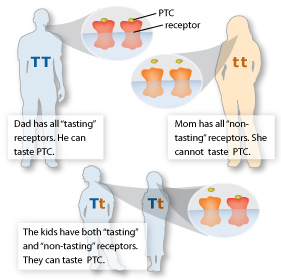 PTC
receptor
TT
tt
Dad has all “tasting”
receptors. He can
taste PTC.
Mom has all “non-
tasting” receptors. She
cannot taste PTC.
Tt
Tt
The kids have both “tasting”
and “non-tasting” receptors.
They can taste PTC.